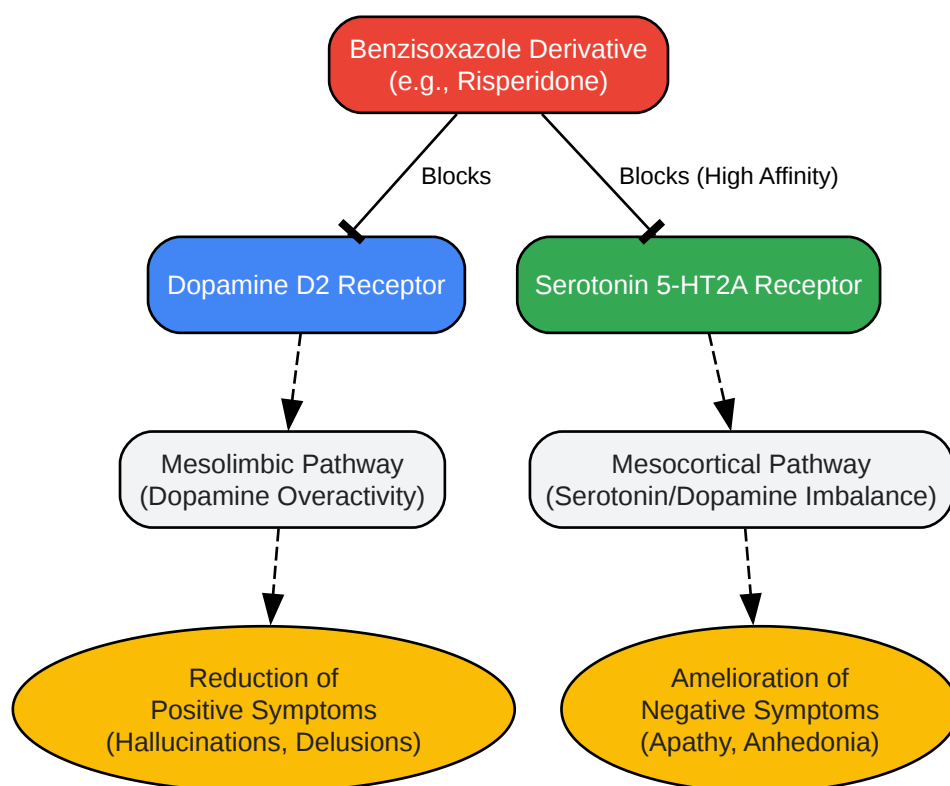 Benzisoxazole Derivative
(e.g., Risperidone)
Blocks
Blocks (High Affinity)
Dopamine D2 Receptor
Serotonin 5-HT2A Receptor
Mesolimbic Pathway
(Dopamine Overactivity)
Mesocortical Pathway
(Serotonin/Dopamine Imbalance)
Reduction of
Positive Symptoms
(Hallucinations, Delusions)
Amelioration of
Negative Symptoms
(Apathy, Anhedonia)